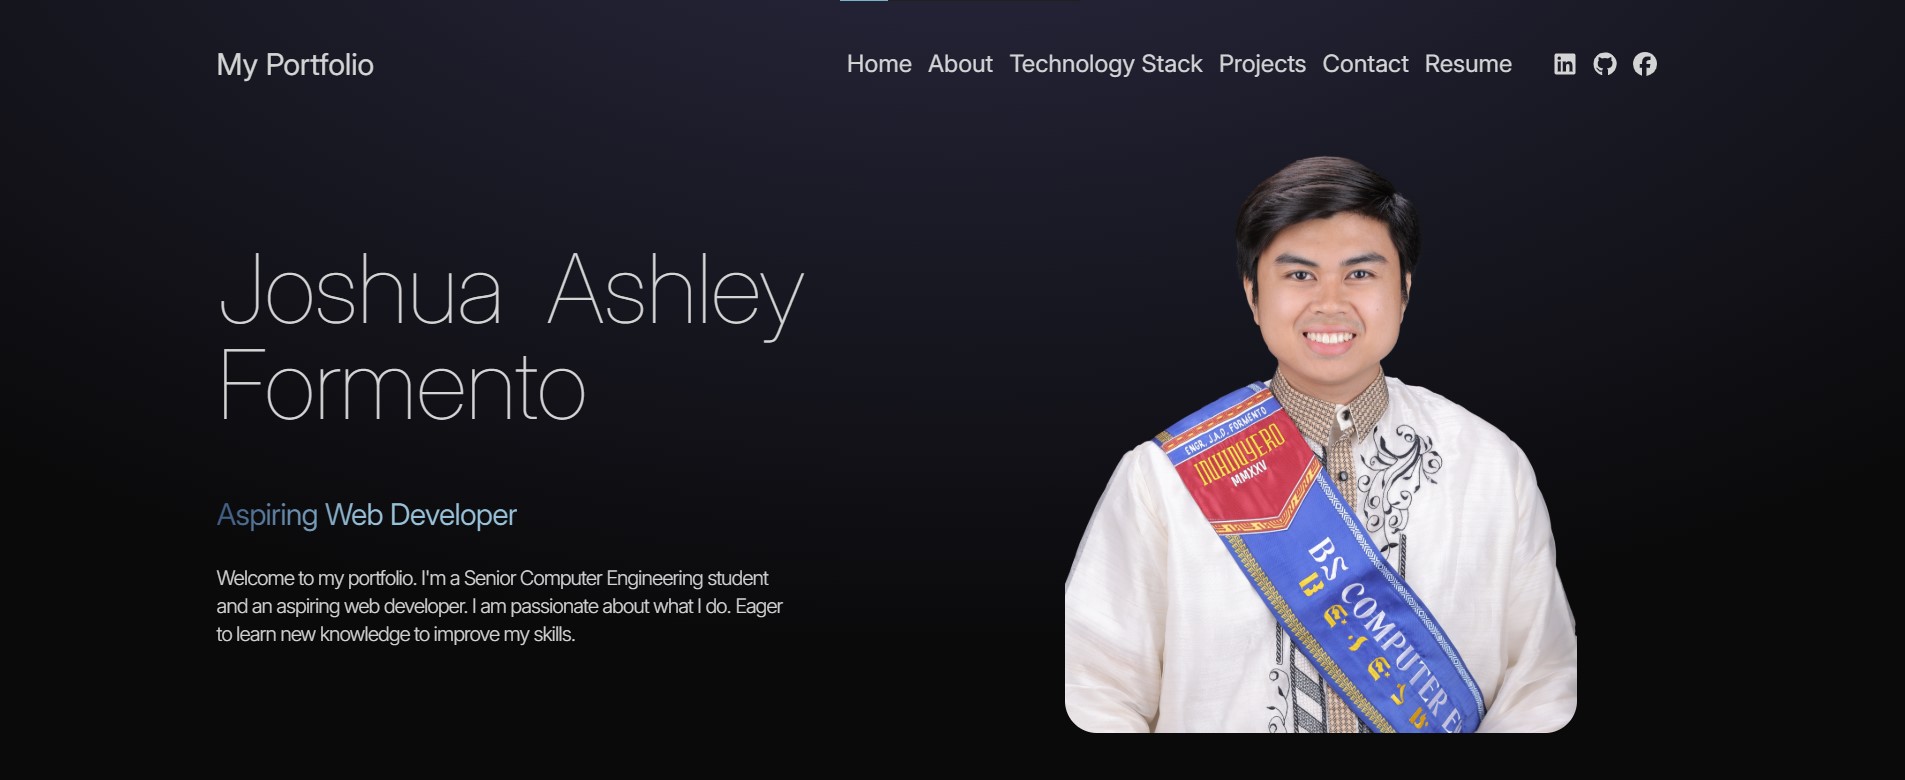 My Portfolio
Home About Technology Stack Projects Contact Resume
Joshua Ashley
Formento
Aspiring Web Developer
Welcome to my portfolio. I'm a Senior Computer Engineering student
and an aspiring web developer. I am passionate about what I do. Eager
to learn new knowledge to improve my skills.
ENGR. J.A.D. FORMENTO
INHINUYERO
MMXXV
BS COMPUTER